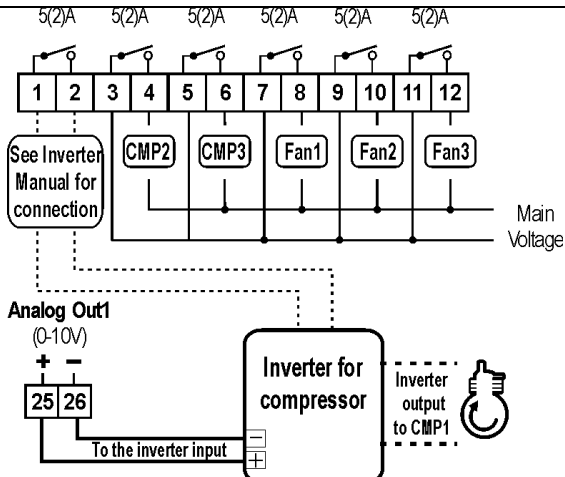 5(2)A 5(2)A 5(2)A 5(2)A 5(2)A 5(2)A
1 2 3 4 5 6 7 8 9 10 11 12
See Inverter
Manual for
connection
CMP2 CMP3 Fan1 Fan2 Fan3
Main
Voltage
Analog Out1
(0-10V)
+ −
25 26
To the inverter input
−
+
Inverter for
compressor
Inverter
output
to CMP1